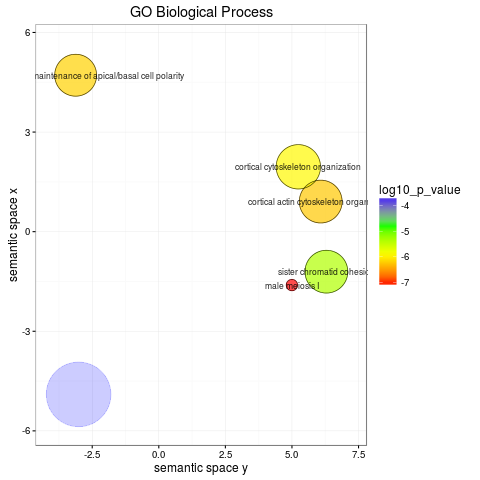 GO Biological Process
6
3
0
-3
-6
semantic space x
naintenance of apical/basal cell polarity
cortical cytoskeleton organization
cortical actin cytoskeleton organ
sister chromatid cohesic
male meiosis I
-2.5 0.0 2.5 5.0 7.5
semantic space y
log10_p_value
-4
-5
-6
-7